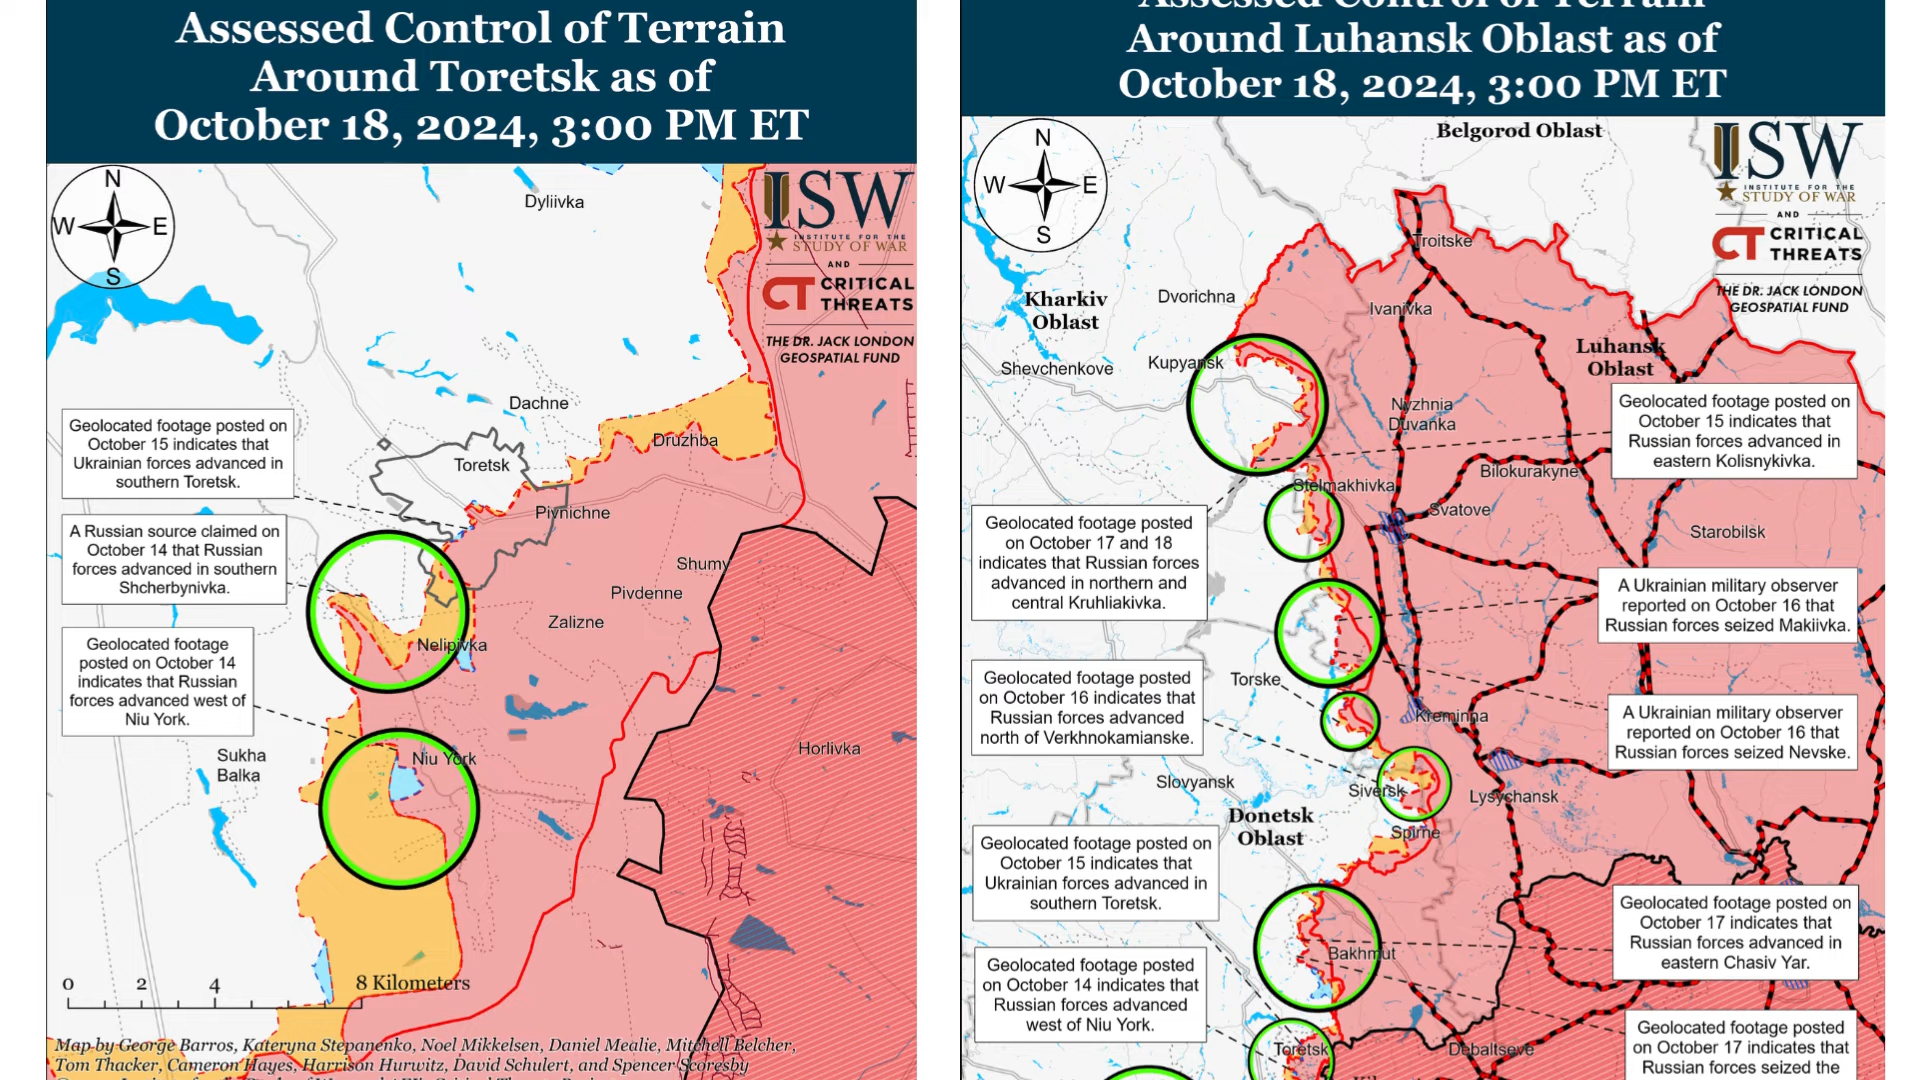 Assessed Control of Terrain
Around Toretsk as of
October 18, 2024, 3:00 PM ET
N
W
E
S
ISW
INSTITUTE FOR THE
STUDY OF WAR
AND
CT CRITICAL
THREATS
THE DR. JACK LONDON
GEOSPATIAL FUND
Dyliivka
Dachne
Druzhba
Toretsk
Pivnichne
Shumy
Pivdenne
Zalizne
Nelipivka
Niu York
Horlivka
Sukha
Balka
Geolocated footage posted on
October 15 indicates that
Ukrainian forces advanced in
southern Toretsk.
A Russian source claimed on
October 14 that Russian
forces advanced in southern
Shcherbynivka.
Geolocated footage
posted on October 14
indicates that Russian
forces advanced west of
Niu York.
0 2 4 8 Kilometers
Map by George Barros, Kateryna Stepanenko, Noel Mikkelsen, Daniel Mealie, Mitchell Belcher,
Tom Thacker, Cameron Hayes, Harrison Hurwitz, David Schulert, and Spencer Scoresby
Assessed Control of Terrain
Around Luhansk Oblast as of
October 18, 2024, 3:00 PM ET
N
W
E
S
Belgorod Oblast
ISW
INSTITUTE FOR THE
STUDY OF WAR
AND
CT CRITICAL
THREATS
THE DR. JACK LONDON
GEOSPATIAL FUND
Troitske
Kharkiv
Oblast
Dvorichna
Ivanivka
Luhansk
Oblast
Shevchenkove
Kupyansk
Nyzhnia
Duvanka
Bilokurakyne
Stelmakhivka
Svatove
Starobilsk
Torske
Kreminna
Slovyansk
Siversk
Lysychansk
Donetsk
Oblast
Spirne
Bakhmut
Toretsk
Debaltseve
Geolocated footage posted on
October 15 indicates that
Russian forces advanced in
eastern Kolisnykivka.
Geolocated footage posted
on October 17 and 18
indicates that Russian forces
advanced in northern and
central Kruhliakivka.
A Ukrainian military observer
reported on October 16 that
Russian forces seized Makiivka.
Geolocated footage posted
on October 16 indicates that
Russian forces advanced
north of Verkhnokamianske.
A Ukrainian military observer
reported on October 16 that
Russian forces seized Nevske.
Geolocated footage posted on
October 15 indicates that
Ukrainian forces advanced in
southern Toretsk.
Geolocated footage posted on
October 17 indicates that
Russian forces advanced in
eastern Chasiv Yar.
Geolocated footage posted
on October 14 indicates that
Russian forces advanced
west of Niu York.
Geolocated footage posted
on October 17 indicates that
Russian forces seized the